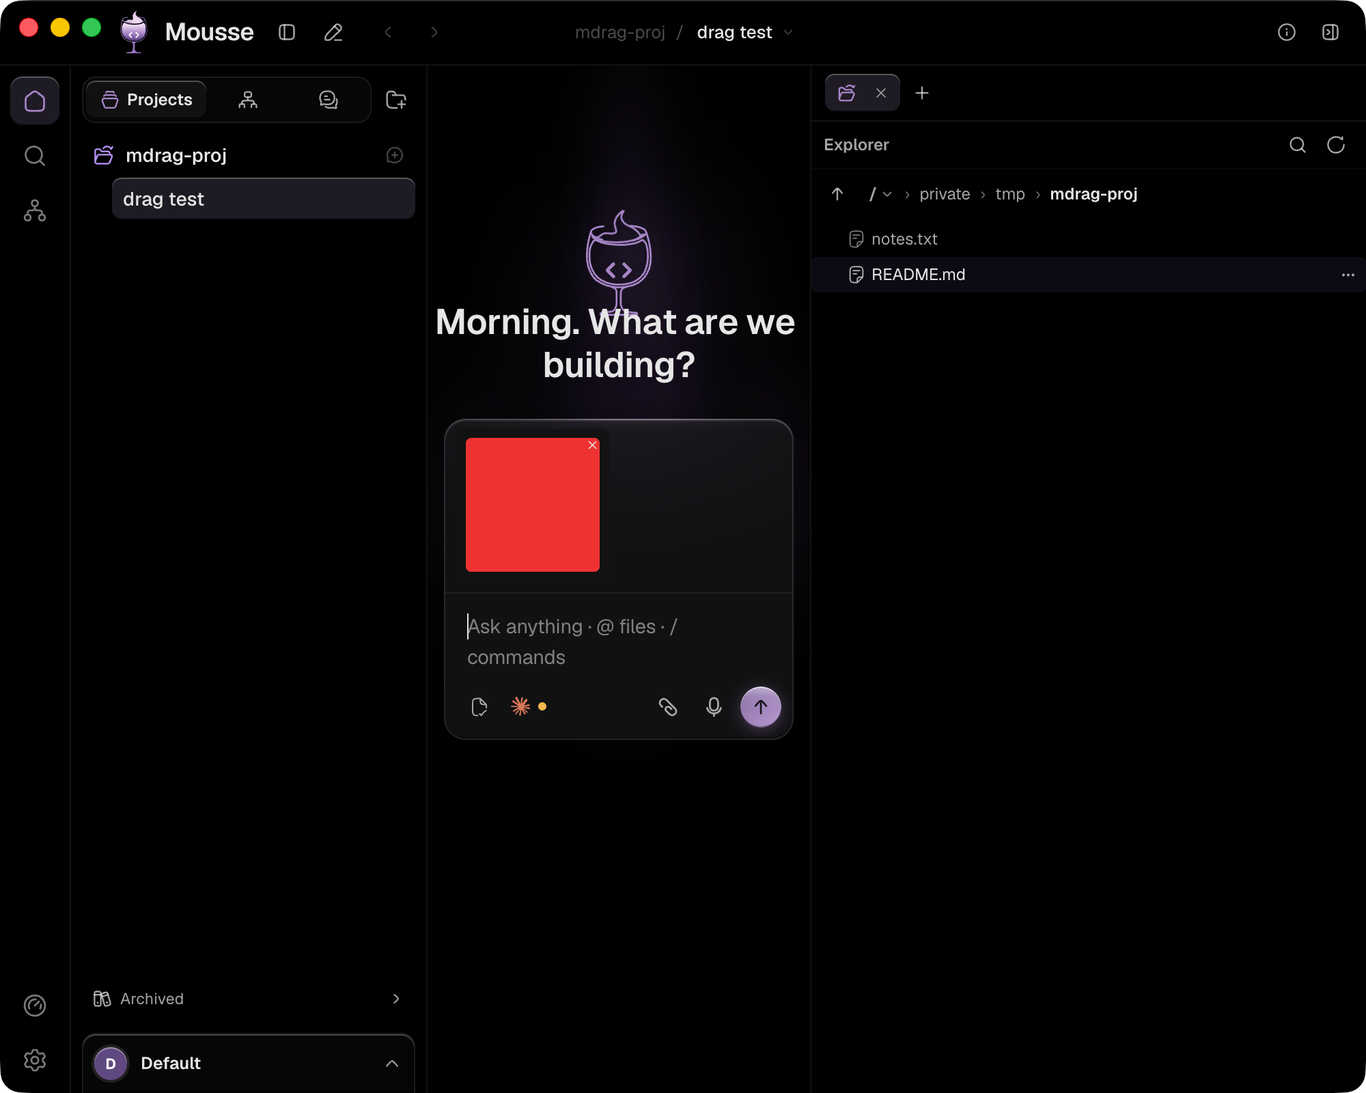 Mousse
mdrag-proj / drag test
Projects
mdrag-proj
drag test
Morning. What are we
building?
Ask anything · @ files · /
commands
Explorer
/ › private › tmp › mdrag-proj
notes.txt
README.md
Archived
D Default